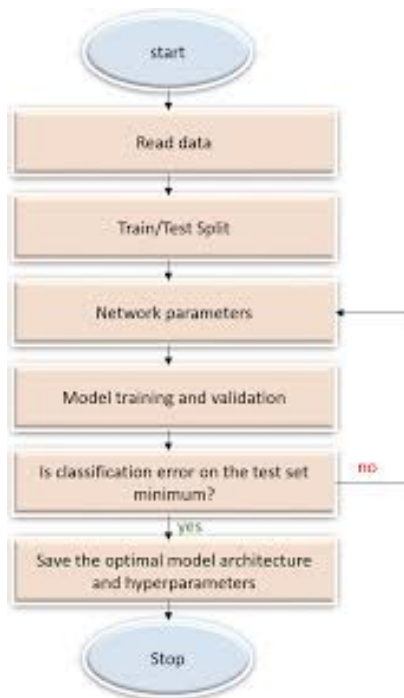 start
Read data
Train/Test Split
Network parameters
Model training and validation
Is classification error on the test set
minimum?
no
yes
Save the optimal model architecture
and hyperparameters
Stop